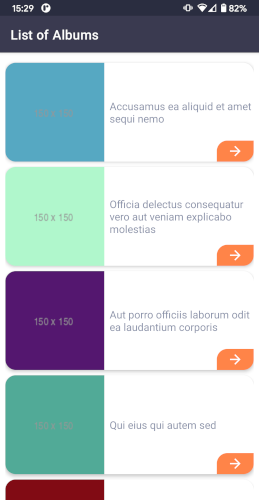 15:29 82%
List of Albums
150 x 150
Accusamus ea aliquid et amet
sequi nemo
150 x 150
Officia delectus consequatur
vero aut veniam explicabo
molestias
150 x 150
Aut porro officiis laborum odit
ea laudantium corporis
150 x 150
Qui eius qui autem sed